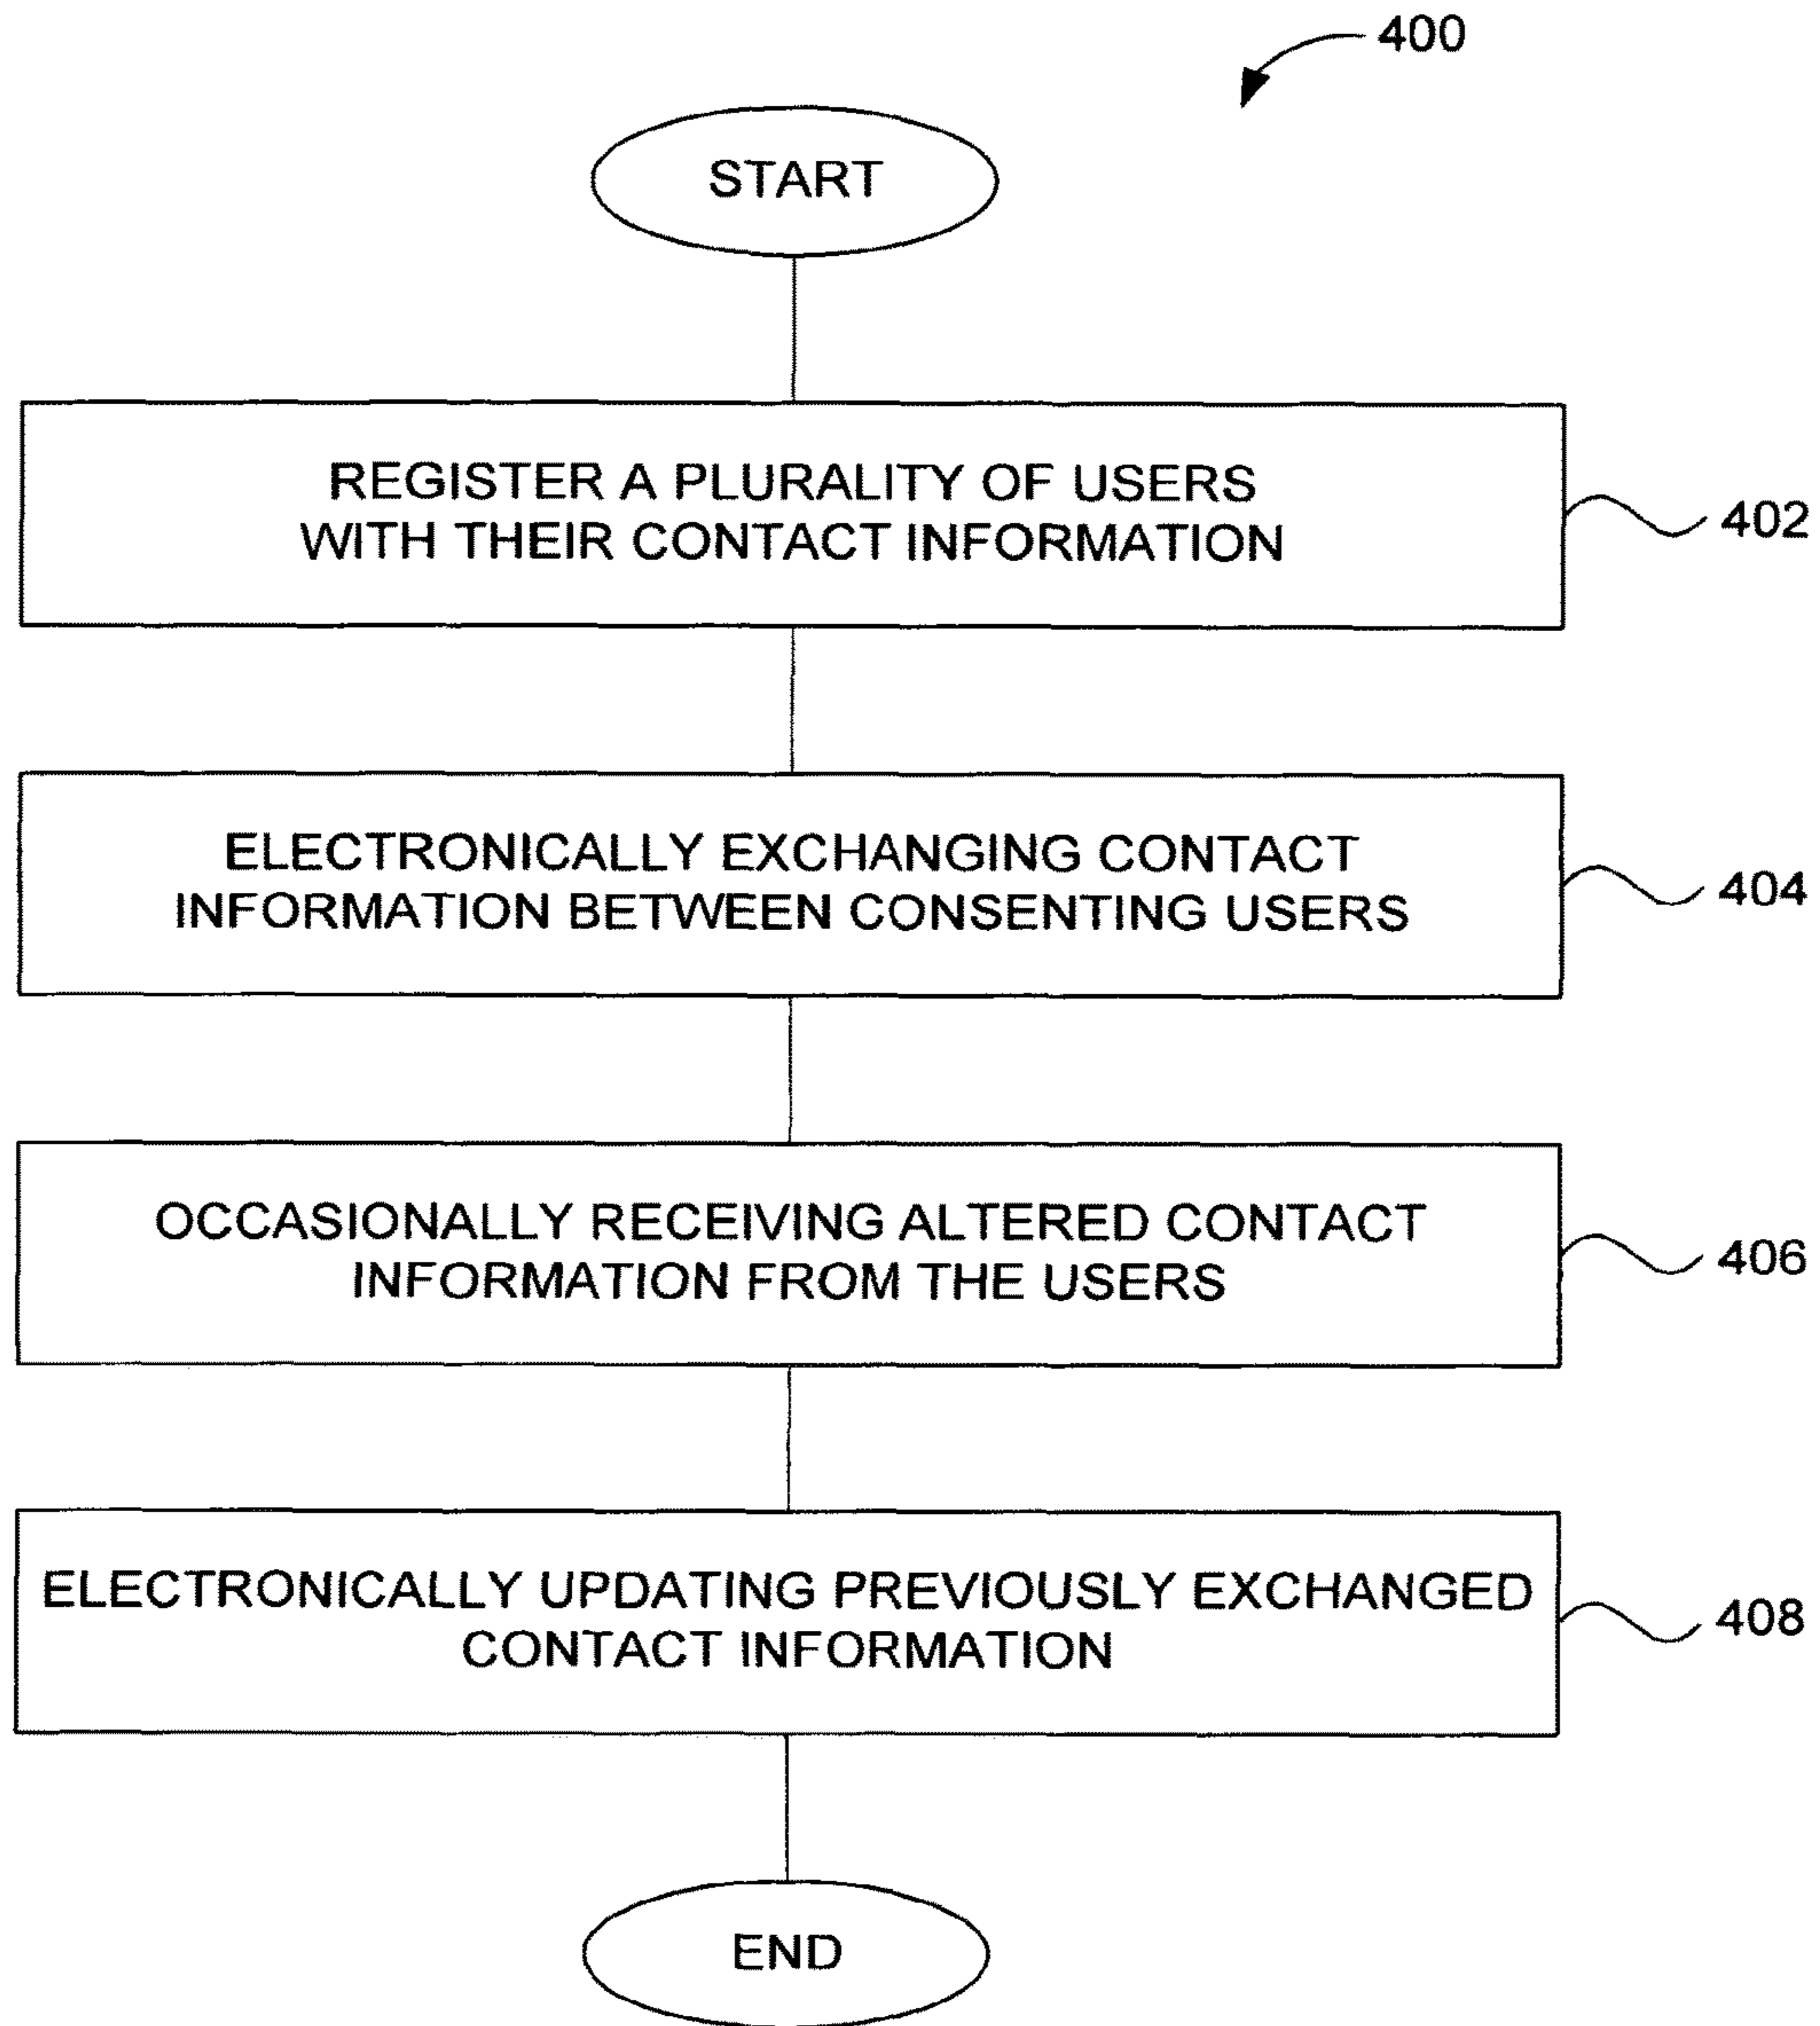 400
START
REGISTER A PLURALITY OF USERS
WITH THEIR CONTACT INFORMATION
402
ELECTRONICALLY EXCHANGING CONTACT
INFORMATION BETWEEN CONSENTING USERS
404
OCCASIONALLY RECEIVING ALTERED CONTACT
INFORMATION FROM THE USERS
406
ELECTRONICALLY UPDATING PREVIOUSLY EXCHANGED
CONTACT INFORMATION
408
END